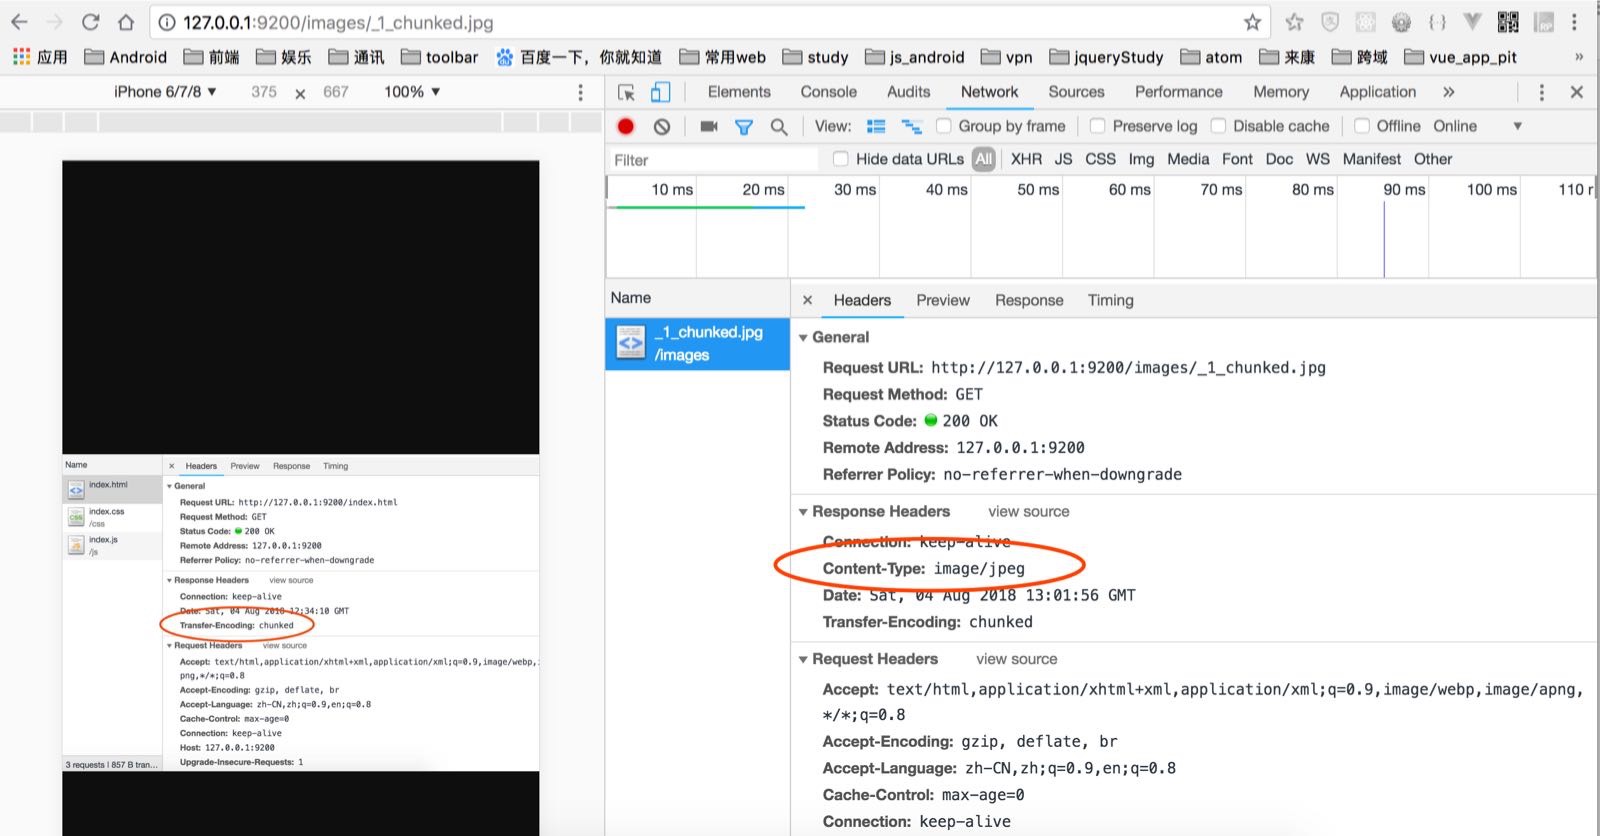 127.0.0.1:9200/images/_1_chunked.jpg
应用 Android 前端 娱乐 通讯 toolbar 百度一下，你就知道 常用web study js_android vpn jqueryStudy atom 来康 跨域 vue_app_pit »
iPhone 6/7/8 ▼ 375 × 667 100% ▼
Elements Console Audits Network Sources Performance Memory Application »
View: Group by frame Preserve log Disable cache Offline Online ▼
Filter Hide data URLs All XHR JS CSS Img Media Font Doc WS Manifest Other
10 ms 20 ms 30 ms 40 ms 50 ms 60 ms 70 ms 80 ms 90 ms 100 ms 110 r
Name
_1_chunked.jpg
/images
× Headers Preview Response Timing
▼ General
Request URL: http://127.0.0.1:9200/images/_1_chunked.jpg
Request Method: GET
Status Code: 200 OK
Remote Address: 127.0.0.1:9200
Referrer Policy: no-referrer-when-downgrade
▼ Response Headers view source
Connection: keep-alive
Content-Type: image/jpeg
Date: Sat, 04 Aug 2018 13:01:56 GMT
Transfer-Encoding: chunked
▼ Request Headers view source
Accept: text/html,application/xhtml+xml,application/xml;q=0.9,image/webp,image/apng,
*/*;q=0.8
Accept-Encoding: gzip, deflate, br
Accept-Language: zh-CN,zh;q=0.9,en;q=0.8
Cache-Control: max-age=0
Connection: keep-alive
Name
index.html
index.css
/css
index.js
/js
3 requests | 857 B tran...
× Headers Preview Response Timing
▼ General
Request URL: http://127.0.0.1:9200/index.html
Request Method: GET
Status Code: 200 OK
Remote Address: 127.0.0.1:9200
Referrer Policy: no-referrer-when-downgrade
▼ Response Headers view source
Connection: keep-alive
Date: Sat, 04 Aug 2018 12:34:10 GMT
Transfer-Encoding: chunked
▼ Request Headers view source
Accept: text/html,application/xhtml+xml,application/xml;q=0.9,image/webp,i
png,*/*;q=0.8
Accept-Encoding: gzip, deflate, br
Accept-Language: zh-CN,zh;q=0.9,en;q=0.8
Cache-Control: max-age=0
Connection: keep-alive
Host: 127.0.0.1:9200
Upgrade-Insecure-Requests: 1